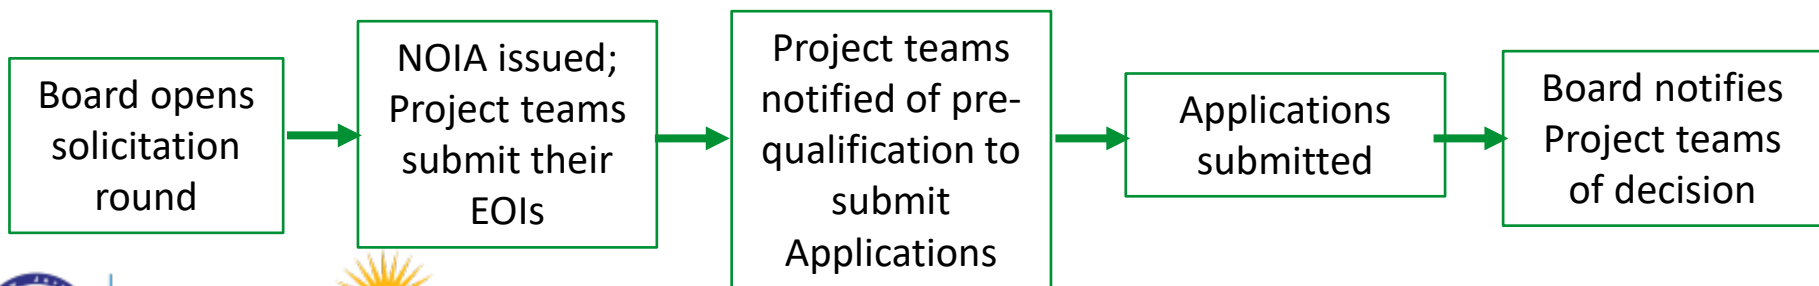 Board opens
solicitation
round
NOIA issued;
Project teams
submit their
EOIs
Project teams
notified of pre-
qualification to
submit
Applications
Applications
submitted
Board notifies
Project teams
of decision